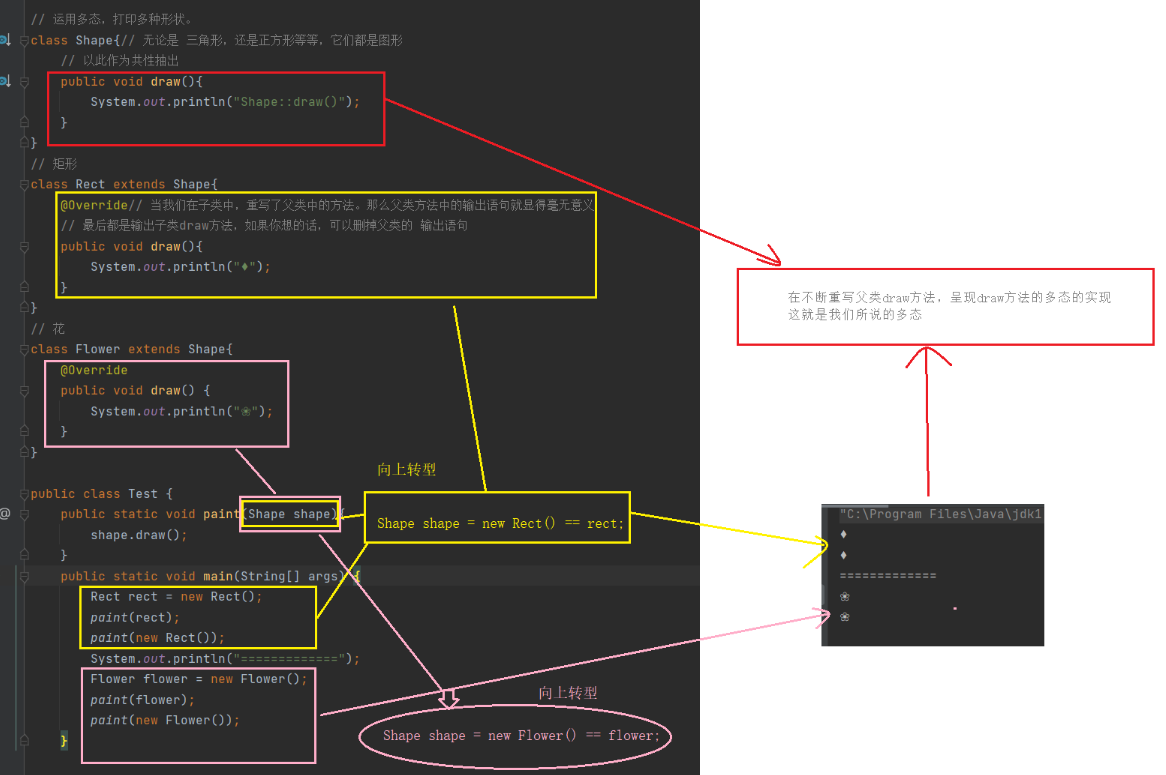 // 运用多态，打印多种形状。
class Shape{// 无论是 三角形，还是正方形等等，它们都是图形
// 以此作为共性抽出
public void draw(){
System.out.println("Shape::draw()");
}
}
// 矩形
class Rect extends Shape{
@Override// 当我们在子类中，重写了父类中的方法。那么父类方法中的输出语句就显得毫无意义
// 最后都是输出子类draw方法，如果你想的话，可以删掉父类的 输出语句
public void draw(){
System.out.println("♦");
}
}
// 花
class Flower extends Shape{
@Override
public void draw() {
System.out.println("❀");
}
}
public class Test {
@ public static void paint(Shape shape){
shape.draw();
}
public static void main(String[] args) {
Rect rect = new Rect();
paint(rect);
paint(new Rect());
System.out.println("=============");
Flower flower = new Flower();
paint(flower);
paint(new Flower());
}
向上转型
Shape shape = new Rect() == rect;
向上转型
Shape shape = new Flower() == flower;
在不断重写父类draw方法，呈现draw方法的多态的实现
这就是我们所说的多态
"C:\Program Files\Java\jdk1
♦
♦
=============
❀
❀